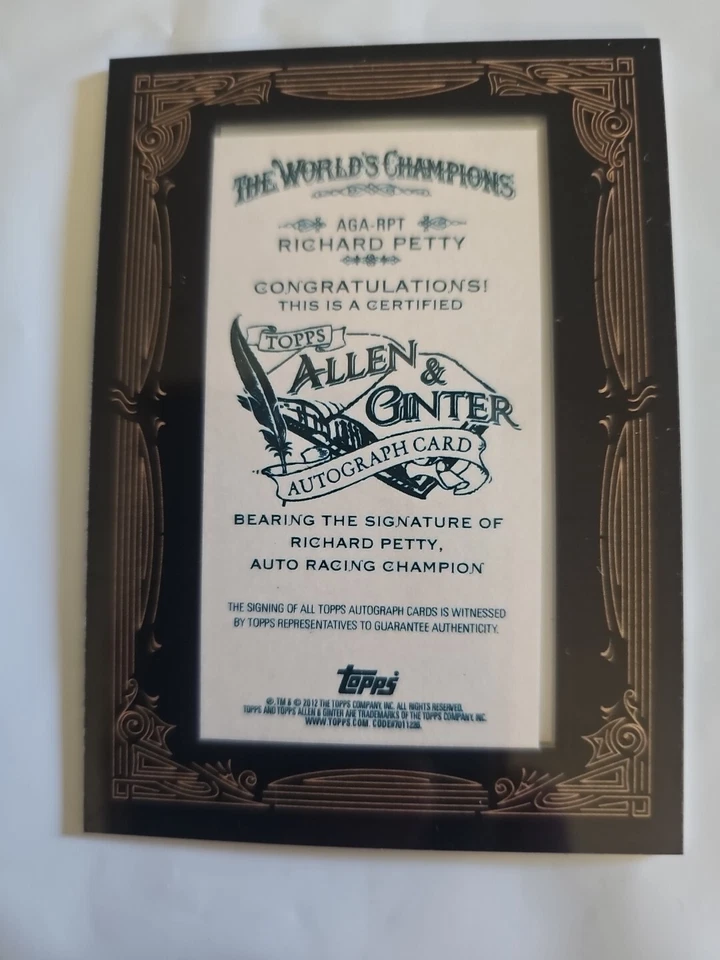 THE WORLD'S CHAMPIONS
AGA-RPT
RICHARD PETTY
CONGRATULATIONS!
THIS IS A CERTIFIED
TOPPS
ALLEN &
GINTER
AUTOGRAPH CARD
BEARING THE SIGNATURE OF
RICHARD PETTY,
AUTO RACING CHAMPION
THE SIGNING OF ALL TOPPS AUTOGRAPH CARDS IS WITNESSED
BY TOPPS REPRESENTATIVES TO GUARANTEE AUTHENTICITY.
topps
®, TM & © 2012 THE TOPPS COMPANY, INC. ALL RIGHTS RESERVED.
TOPPS AND TOPPS ALLEN & GINTER ARE TRADEMARKS OF THE TOPPS COMPANY, INC.
WWW.TOPPS.COM